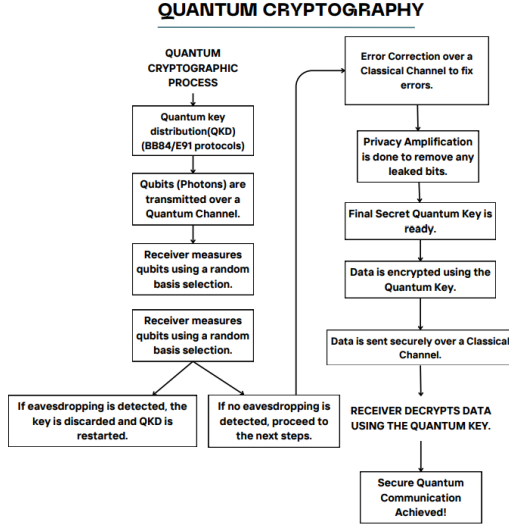 QUANTUM CRYPTOGRAPHY
QUANTUM
CRYPTOGRAPHIC
PROCESS
Quantum key
distribution(QKD)
(BB84/E91 protocols)
Qubits (Photons) are
transmitted over a
Quantum Channel.
Receiver measures
qubits using a random
basis selection.
Receiver measures
qubits using a random
basis selection.
If eavesdropping is detected, the
key is discarded and QKD is
restarted.
If no eavesdropping is
detected, proceed to
the next steps.
Error Correction over a
Classical Channel to fix
errors.
Privacy Amplification
is done to remove any
leaked bits.
Final Secret Quantum Key is
ready.
Data is encrypted using the
Quantum Key.
Data is sent securely over a Classical
Channel.
RECEIVER DECRYPTS DATA
USING THE QUANTUM KEY.
Secure Quantum
Communication
Achieved!